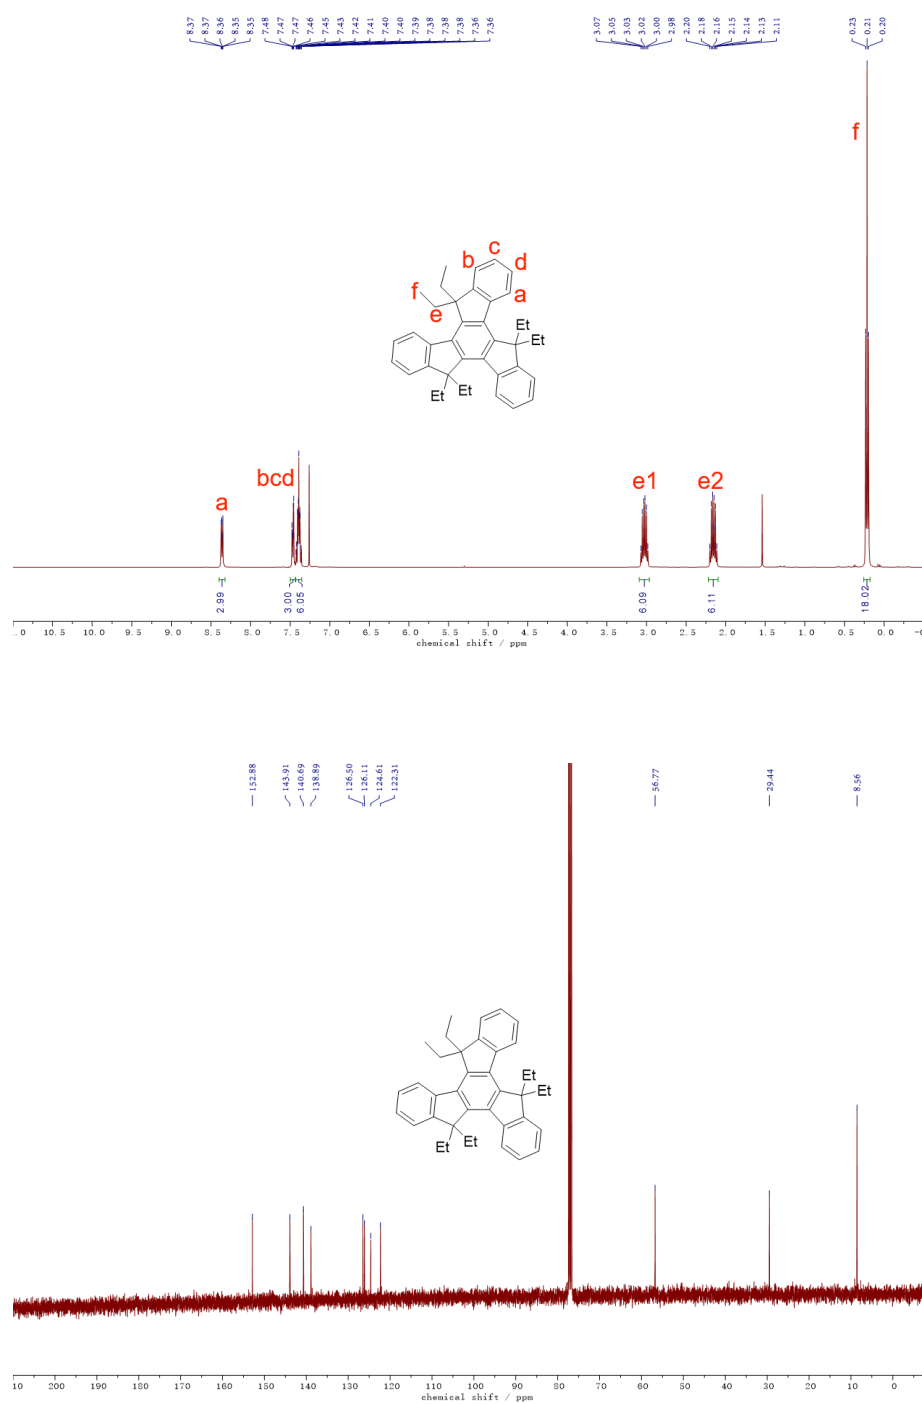 8.37 8.37 8.36 8.35 8.35 7.48 7.47 7.47 7.46 7.45 7.43 7.42 7.41 7.40 7.40 7.39 7.38 7.38 7.38 7.36 7.36 3.07 3.05 3.03 3.02 3.00 2.98 2.20 2.18 2.16 2.15 2.14 2.13 2.11 0.23 0.21 0.20
f
b c d
f a
e
Et
Et
Et Et
a bcd e1 e2
2.99 3.00 6.05 6.09 6.11 18.02
.0 10.5 10.0 9.5 9.0 8.5 8.0 7.5 7.0 6.5 6.0 5.5 5.0 4.5 4.0 3.5 3.0 2.5 2.0 1.5 1.0 0.5 0.0 -0
chemical shift / ppm
152.88 143.91 140.69 138.89 126.50 126.11 124.61 122.31 56.77 29.44 8.56
Et
Et
Et Et
10 200 190 180 170 160 150 140 130 120 110 100 90 80 70 60 50 40 30 20 10 0
chemical shift / ppm